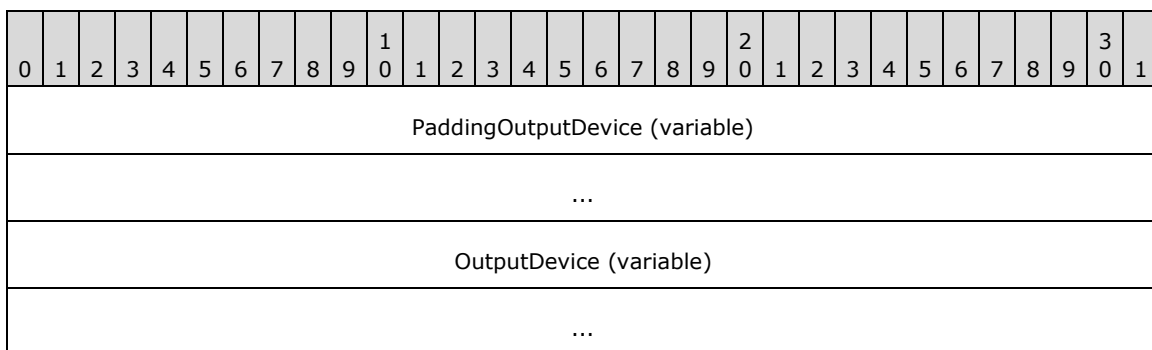 1 2 3
0 1 2 3 4 5 6 7 8 9 0 1 2 3 4 5 6 7 8 9 0 1 2 3 4 5 6 7 8 9 0 1
PaddingOutputDevice (variable)
...
OutputDevice (variable)
...